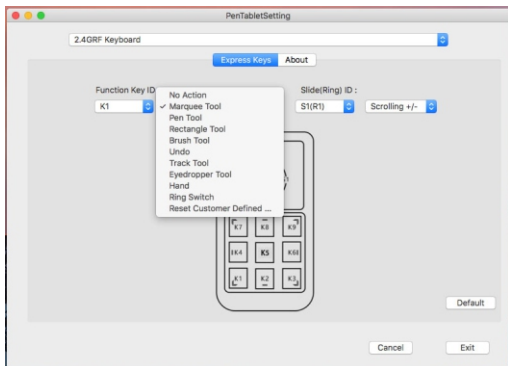 PenTabletSetting
2.4GRF Keyboard
Express Keys About
Function Key ID
Slide(Ring) ID :
K1
S1(R1)
Scrolling +/-
No Action
✓ Marquee Tool
Pen Tool
Rectangle Tool
Brush Tool
Undo
Track Tool
Eyedropper Tool
Hand
Ring Switch
Reset Customer Defined ...
K7 K8 K9
K4 K5 K6
K1 K2 K3
Default
Cancel Exit